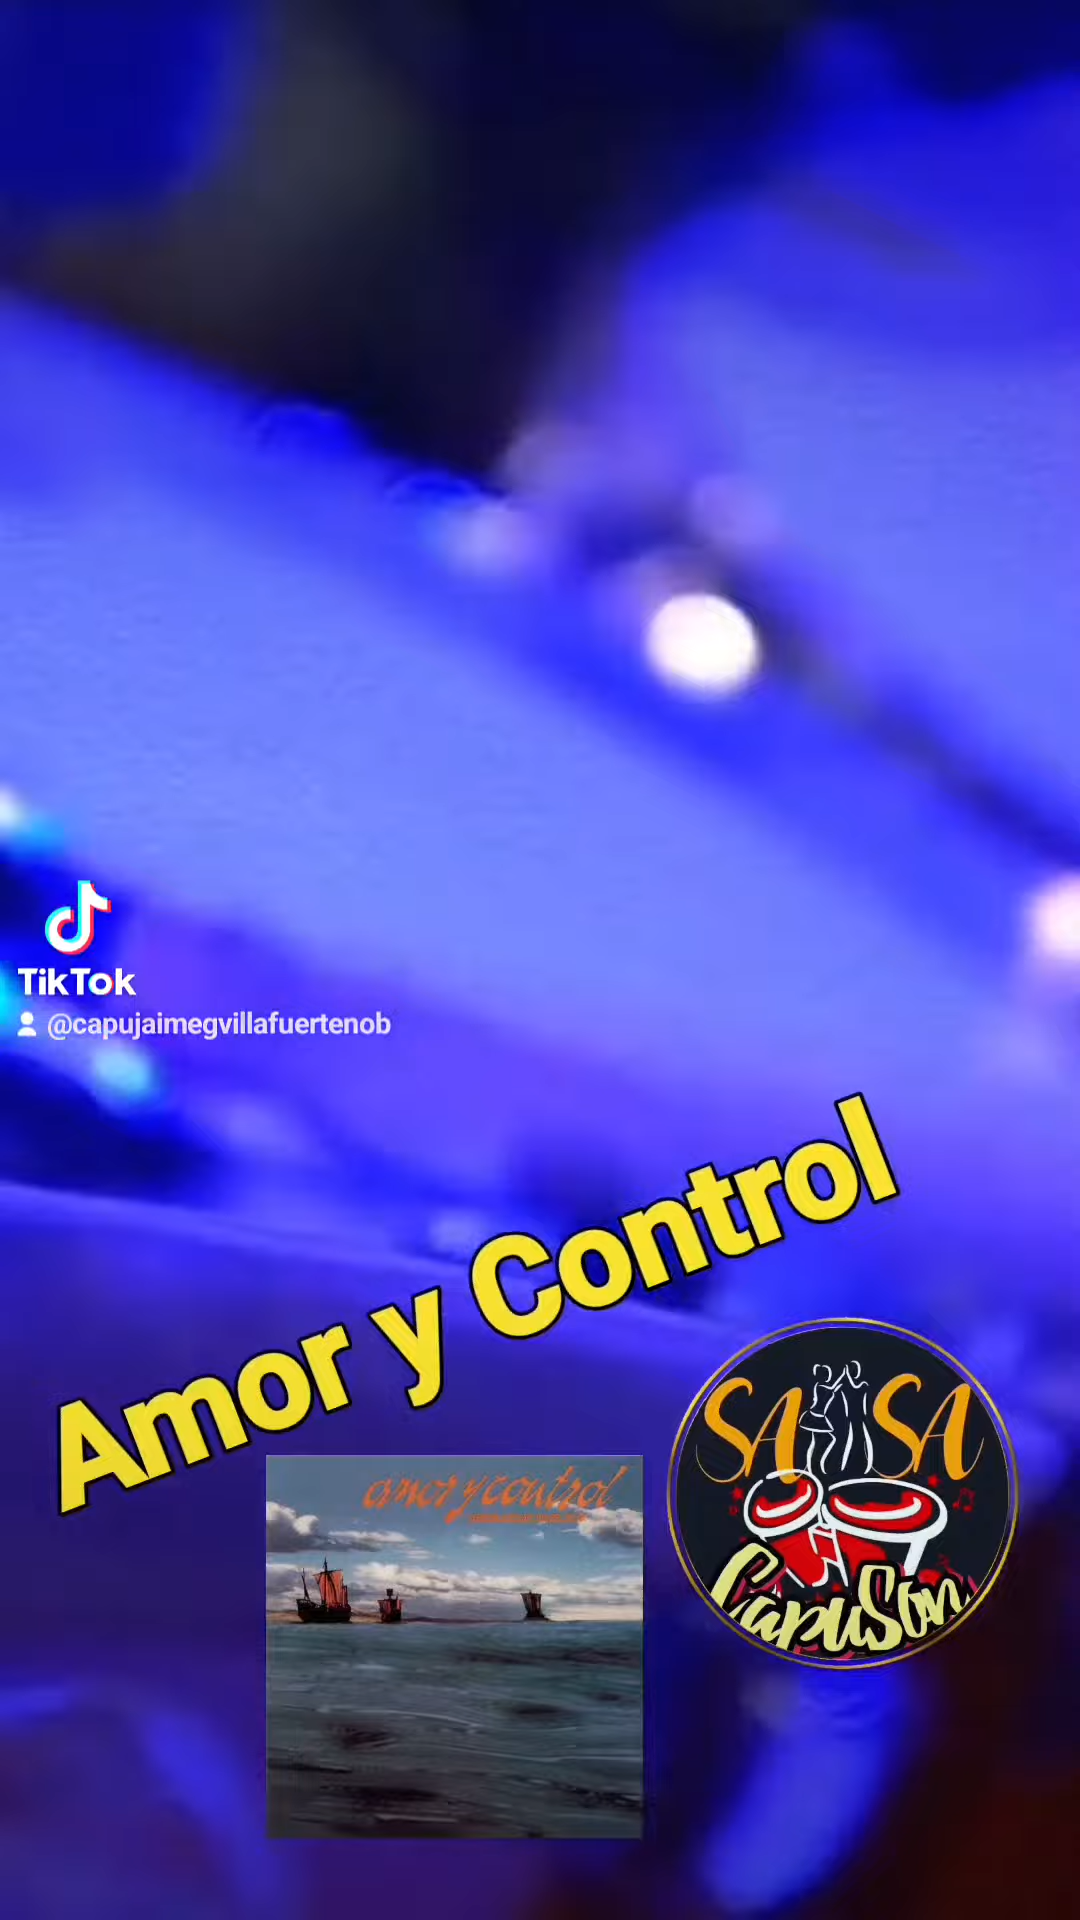 TikTok
@capujaimegvillafuertenob
Amor y Control
amor y control
SALSA
CapuSon